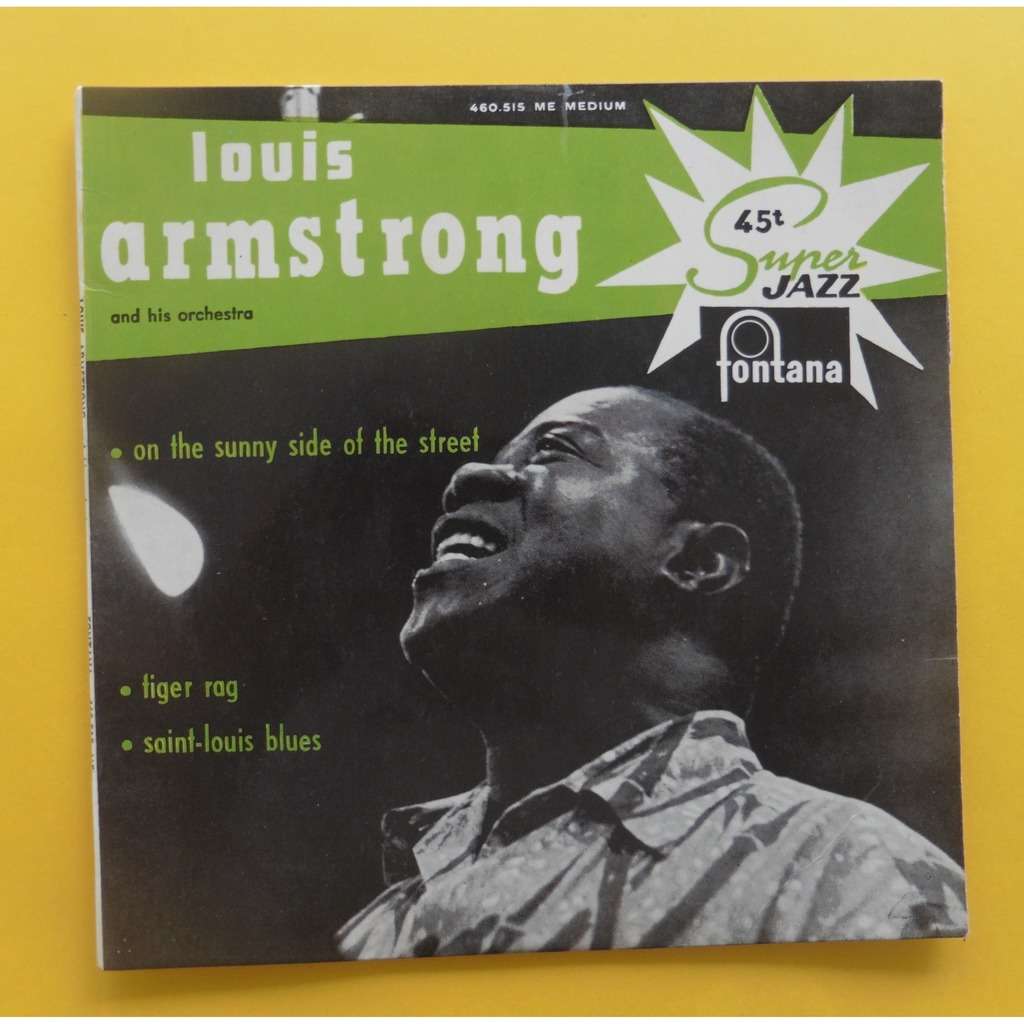 460.515 ME MEDIUM
louis
armstrong
and his orchestra
45t
Super
JAZZ
fontana
• on the sunny side of the street
• tiger rag
• saint-louis blues